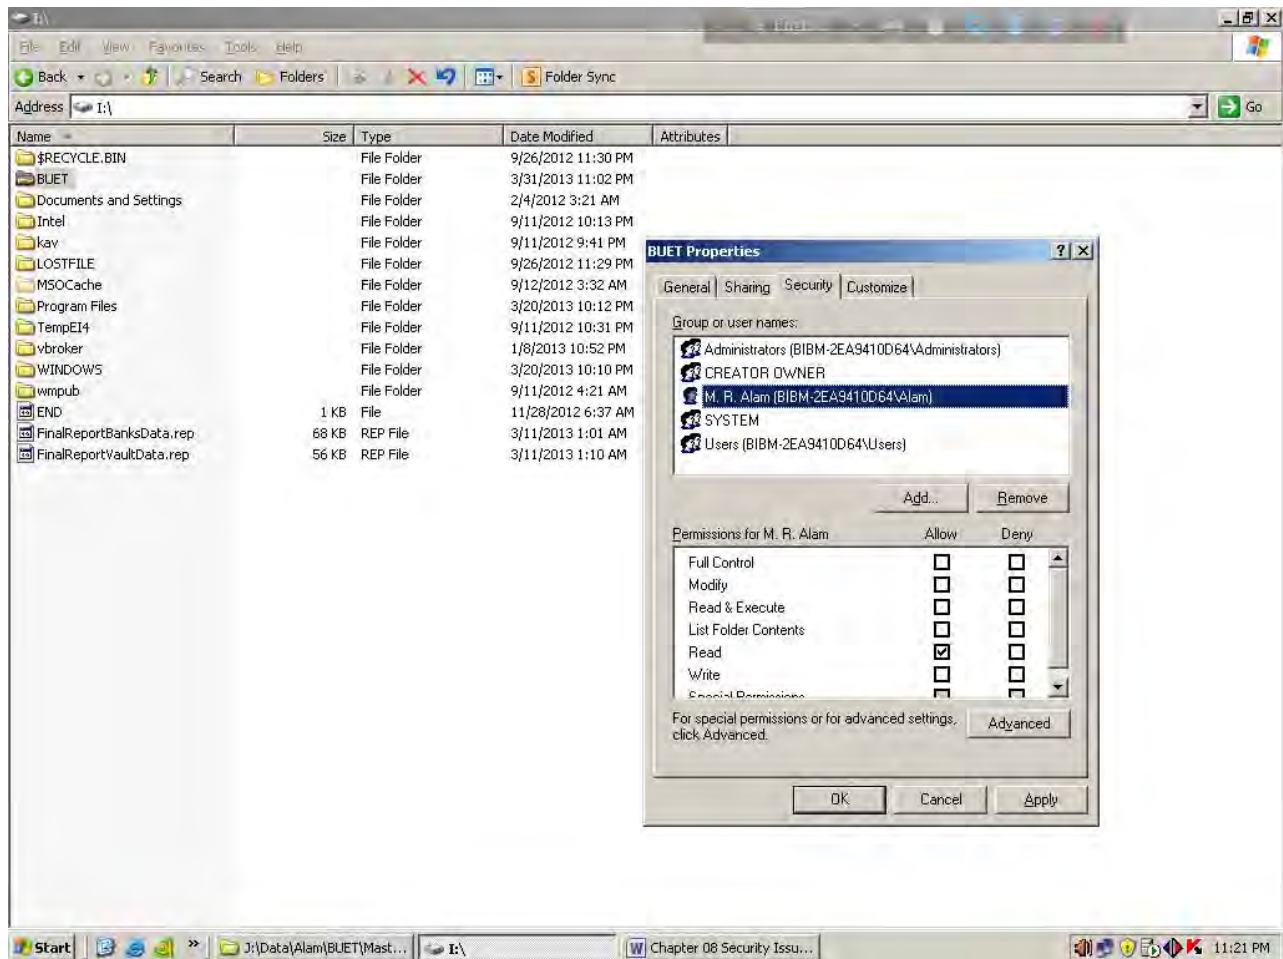 I:\
File Edit View Favorites Tools Help
Back Search Folders Folder Sync
Address I:\ Go
Name Size Type Date Modified Attributes
$RECYCLE.BIN File Folder 9/26/2012 11:30 PM
BUET File Folder 3/31/2013 11:02 PM
Documents and Settings File Folder 2/4/2012 3:21 AM
Intel File Folder 9/11/2012 10:13 PM
kav File Folder 9/11/2012 9:41 PM
LOSTFILE File Folder 9/26/2012 11:29 PM
MSOCache File Folder 9/12/2012 3:32 AM
Program Files File Folder 3/20/2013 10:12 PM
TempEI4 File Folder 9/11/2012 10:31 PM
vbroker File Folder 1/8/2013 10:52 PM
WINDOWS File Folder 3/20/2013 10:10 PM
wmpub File Folder 9/11/2012 4:21 AM
END 1 KB File 11/28/2012 6:37 AM
FinalReportBanksData.rep 68 KB REP File 3/11/2013 1:01 AM
FinalReportVaultData.rep 56 KB REP File 3/11/2013 1:10 AM
BUET Properties
General Sharing Security Customize
Group or user names:
Administrators (BIBM-2EA9410D64\Administrators)
CREATOR OWNER
M. R. Alam (BIBM-2EA9410D64\Alam)
SYSTEM
Users (BIBM-2EA9410D64\Users)
Add... Remove
Permissions for M. R. Alam Allow Deny
Full Control
Modify
Read & Execute
List Folder Contents
Read
Write
Special Permissions
For special permissions or for advanced settings,
click Advanced.
Advanced
OK Cancel Apply
Start J:\Data\Alam\BUET\Mast... I:\ Chapter 08 Security Issu... 11:21 PM